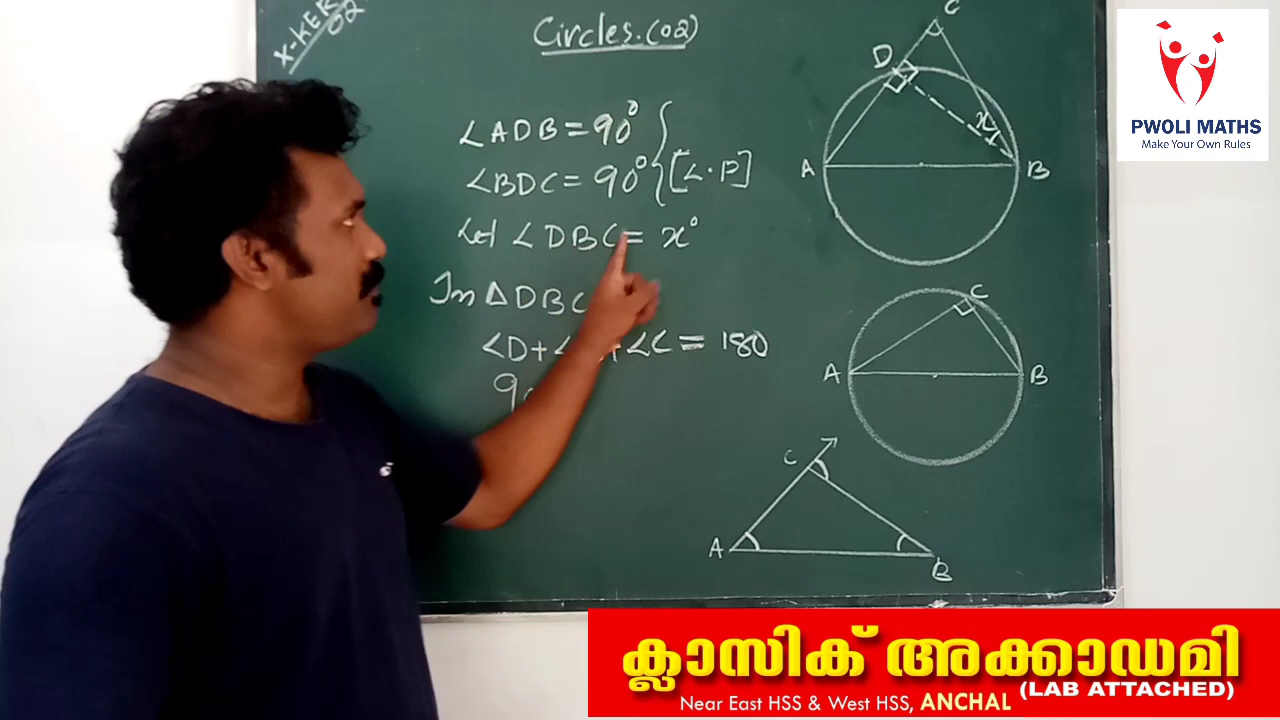 X-KER
02
Circles.(02)
∠ADB = 90°
∠BDC = 90°
[L.P]
Let ∠DBC = x°
In ΔDBC
∠D + ∠ + ∠C = 180
C
D
x
A
B
C
A
B
C
A
B
PWOLI MATHS
Make Your Own Rules
ക്ലാസിക് അക്കാഡമി
(LAB ATTACHED)
Near East HSS & West HSS, ANCHAL